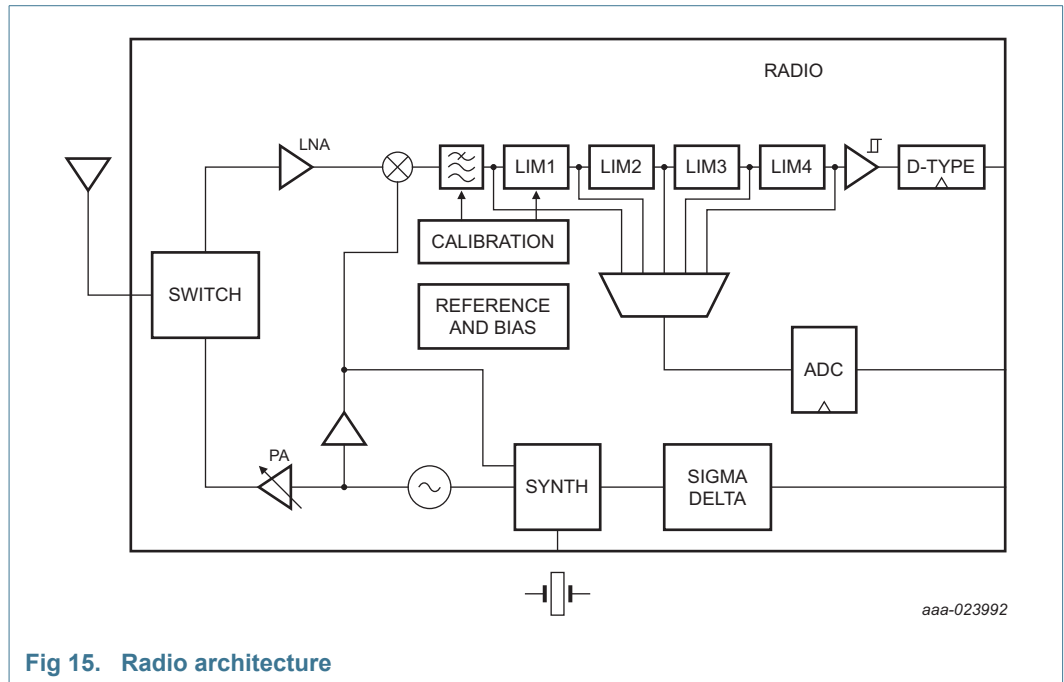 RADIO
LNA
LIM1
LIM2
LIM3
LIM4
D-TYPE
CALIBRATION
SWITCH
REFERENCE
AND BIAS
ADC
PA
SYNTH
SIGMA
DELTA
aaa-023992
Fig 15. Radio architecture